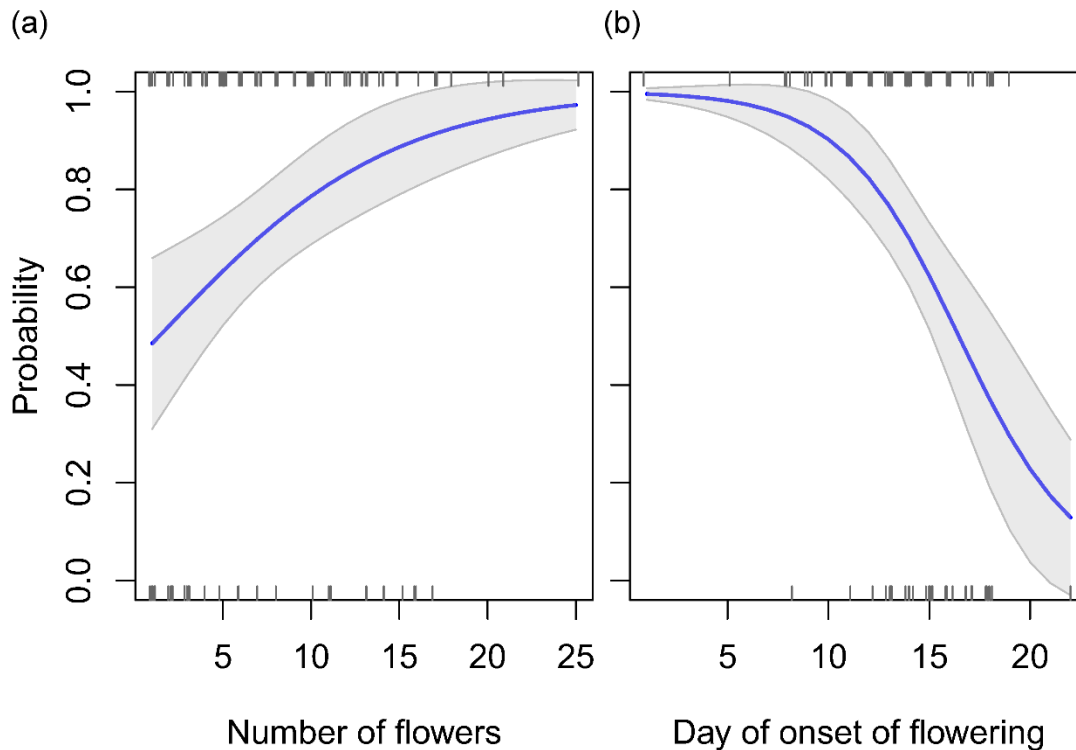 (a)
(b)
Probability
0.0 0.2 0.4 0.6 0.8 1.0
5 10 15 20 25
5 10 15 20
Number of flowers
Day of onset of flowering